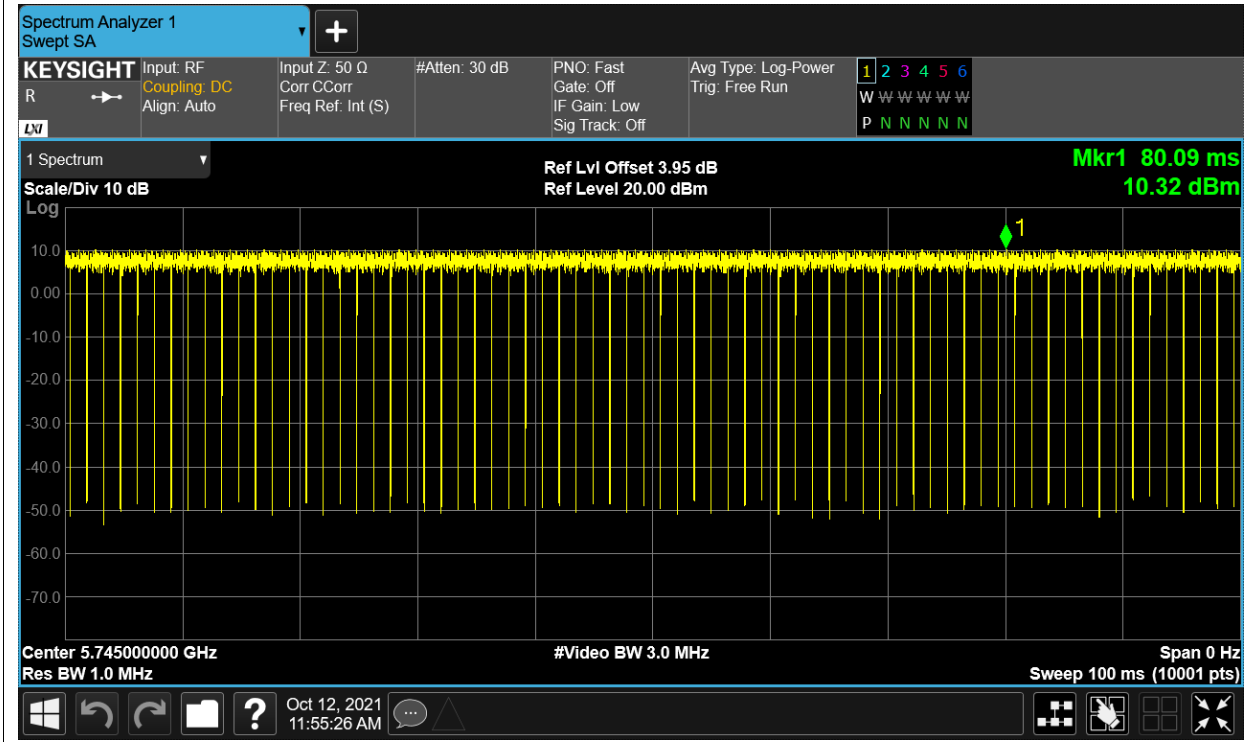 Spectrum Analyzer 1
Swept SA
KEYSIGHT
R
LXI
Input: RF
Coupling: DC
Align: Auto
Input Z: 50 Ω
Corr CCorr
Freq Ref: Int (S)
#Atten: 30 dB
PNO: Fast
Gate: Off
IF Gain: Low
Sig Track: Off
Avg Type: Log-Power
Trig: Free Run
1 2 3 4 5 6
W W W W W W
P N N N N N
1 Spectrum
Scale/Div 10 dB
Log
Ref Lvl Offset 3.95 dB
Ref Level 20.00 dBm
Mkr1 80.09 ms
10.32 dBm
1
10.0
0.00
-10.0
-20.0
-30.0
-40.0
-50.0
-60.0
-70.0
Center 5.745000000 GHz
Res BW 1.0 MHz
#Video BW 3.0 MHz
Span 0 Hz
Sweep 100 ms (10001 pts)
?
Oct 12, 2021
11:55:26 AM